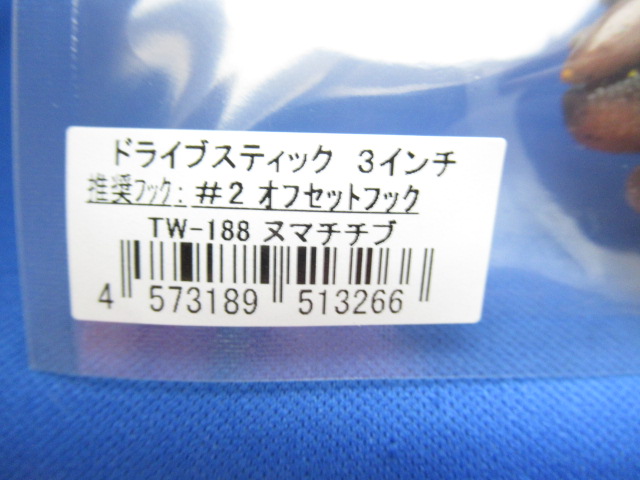 ドライブスティック 3インチ
推奨フック: #2 オフセットフック
TW-188 ヌマチチブ
4 573189 513266